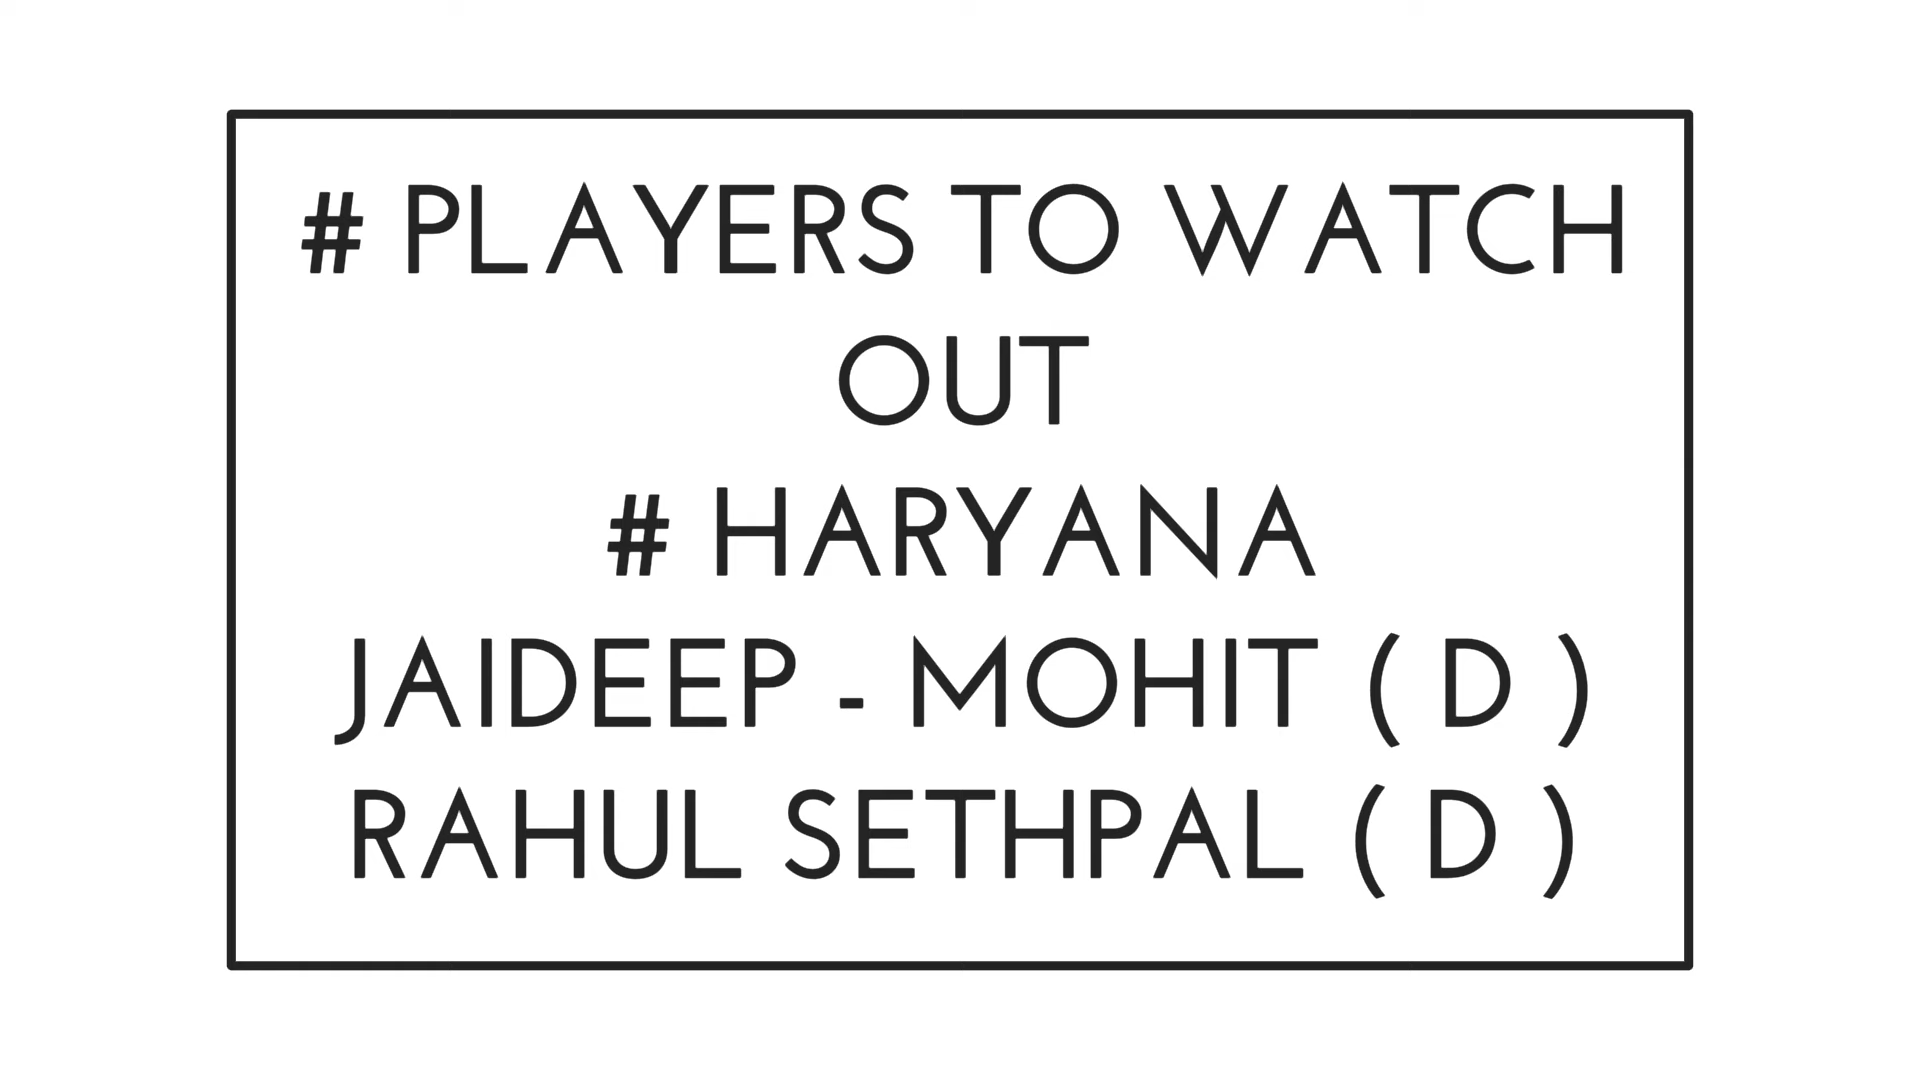 # PLAYERS TO WATCH
OUT
# HARYANA
JAIDEEP - MOHIT ( D )
RAHUL SETHPAL ( D )